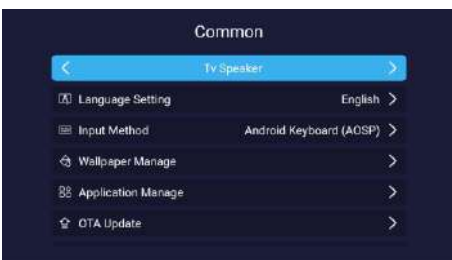 Common
Tv Speaker
Language Setting English
Input Method Android Keyboard (AOSP)
Wallpaper Manage
Application Manage
OTA Update